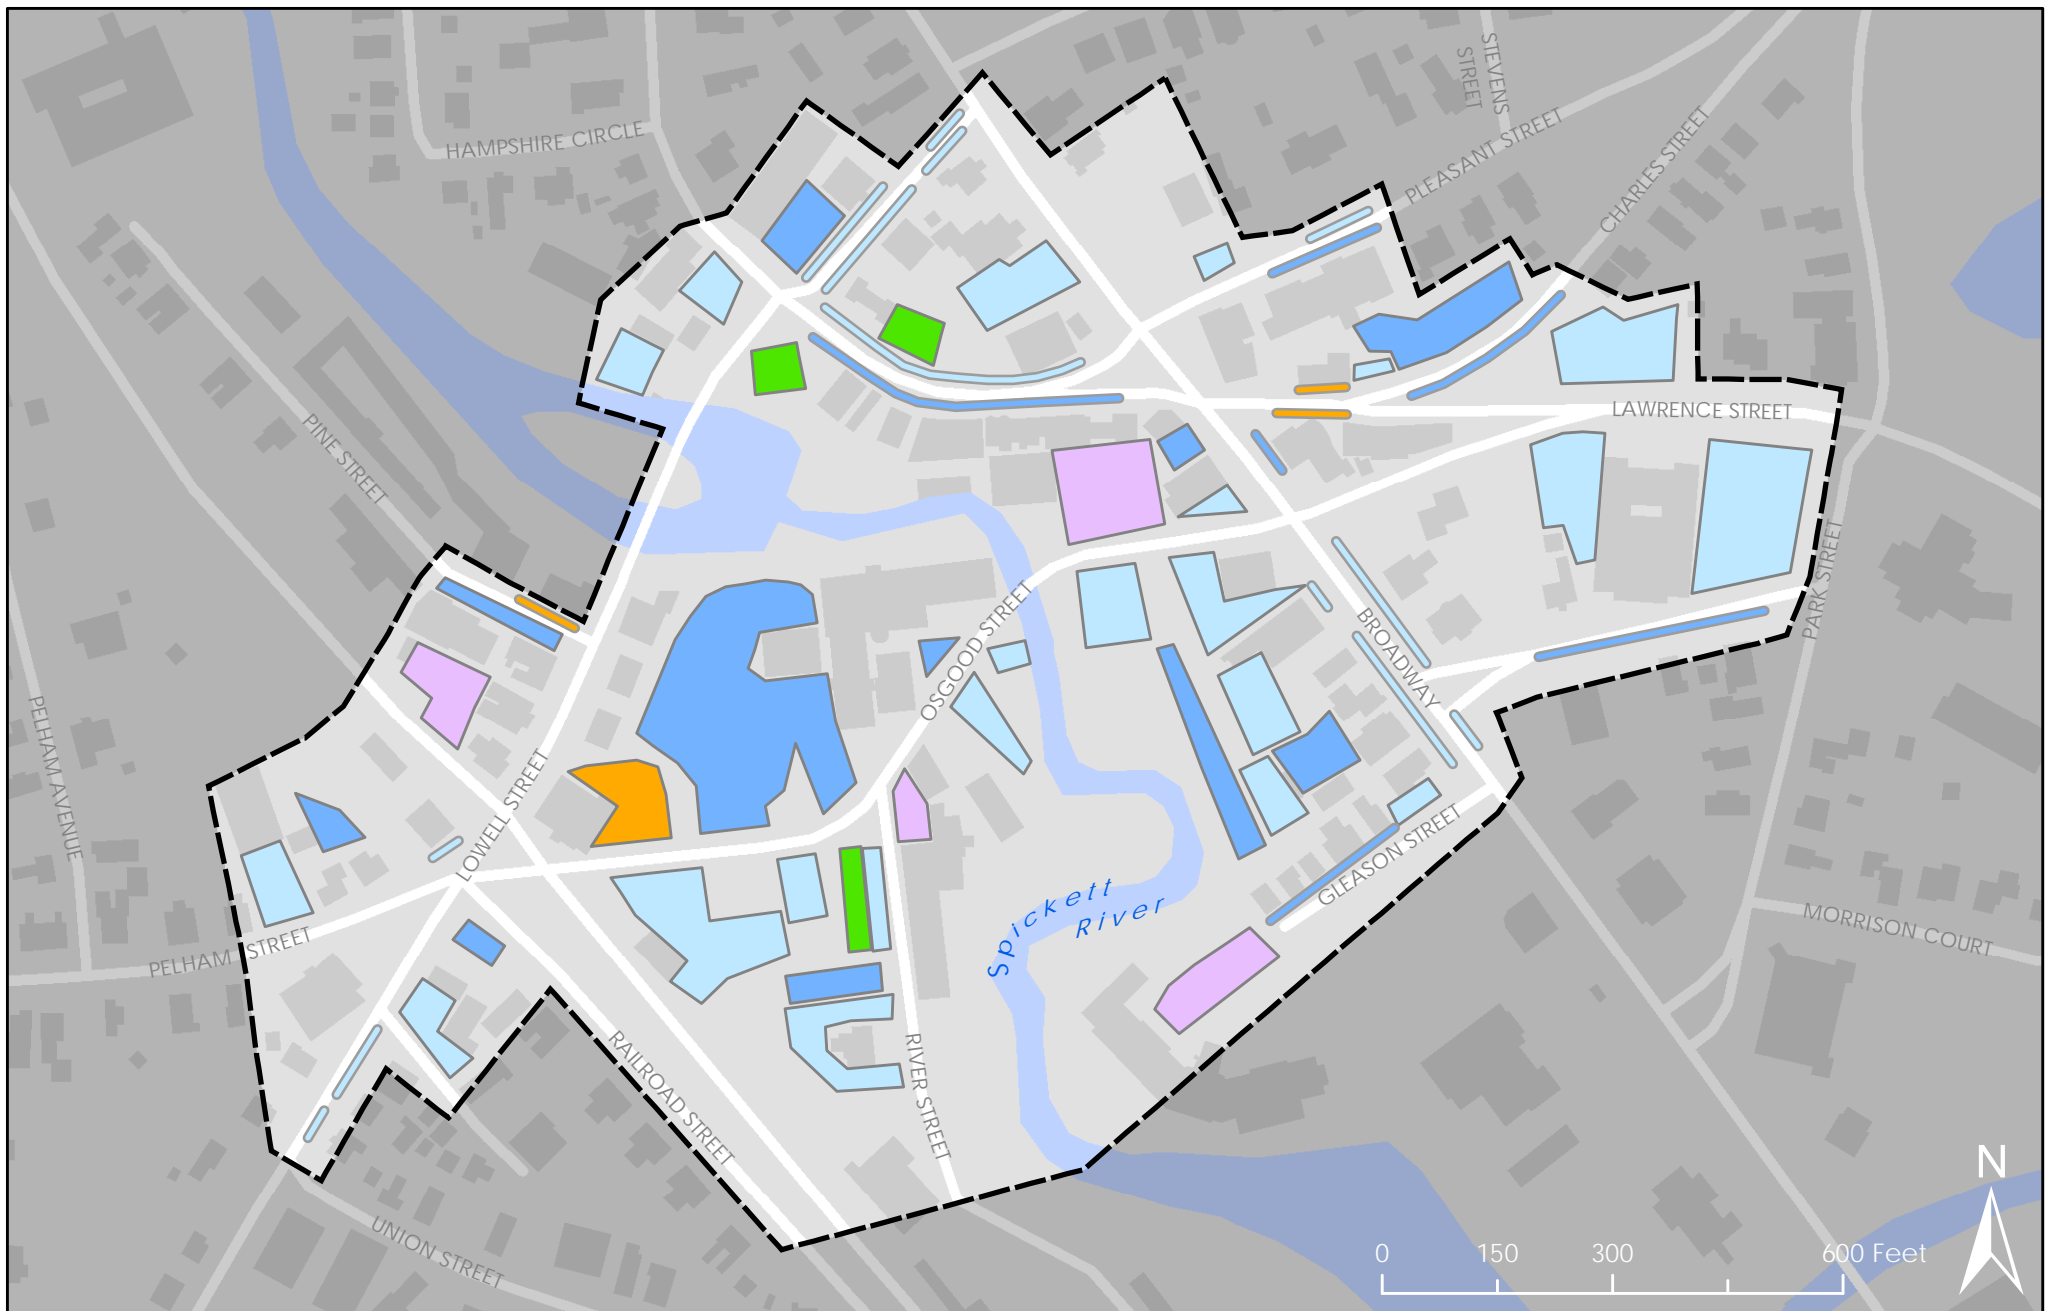 STEVENS
STREET
HAMPSHIRE CIRCLE
PLEASANT STREET
CHARLES STREET
LAWRENCE STREET
PINE STREET
PARK STREET
OSGOOD STREET
BROADWAY
PELHAM AVENUE
LOWELL STREET
GLEASON STREET
Spickett
River
MORRISON COURT
PELHAM STREET
RAILROAD STREET
RIVER STREET
UNION STREET
N
0 150 300 600 Feet